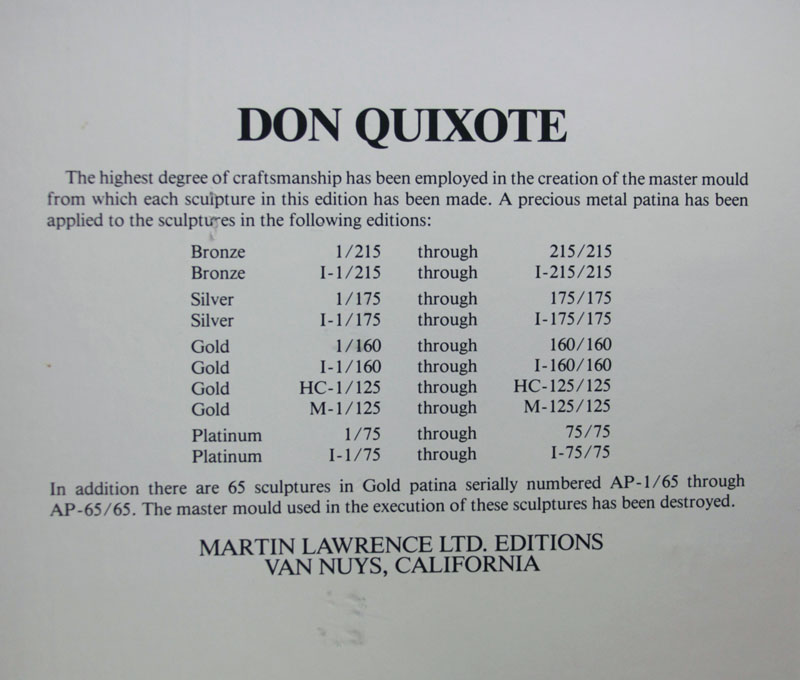 DON QUIXOTE
The highest degree of craftsmanship has been employed in the creation of the master mould
from which each sculpture in this edition has been made. A precious metal patina has been
applied to the sculptures in the following editions:
Bronze 1/215 through 215/215
Bronze I-1/215 through I-215/215
Silver 1/175 through 175/175
Silver I-1/175 through I-175/175
Gold 1/160 through 160/160
Gold I-1/160 through I-160/160
Gold HC-1/125 through HC-125/125
Gold M-1/125 through M-125/125
Platinum 1/75 through 75/75
Platinum I-1/75 through I-75/75
In addition there are 65 sculptures in Gold patina serially numbered AP-1/65 through
AP-65/65. The master mould used in the execution of these sculptures has been destroyed.
MARTIN LAWRENCE LTD. EDITIONS
VAN NUYS, CALIFORNIA